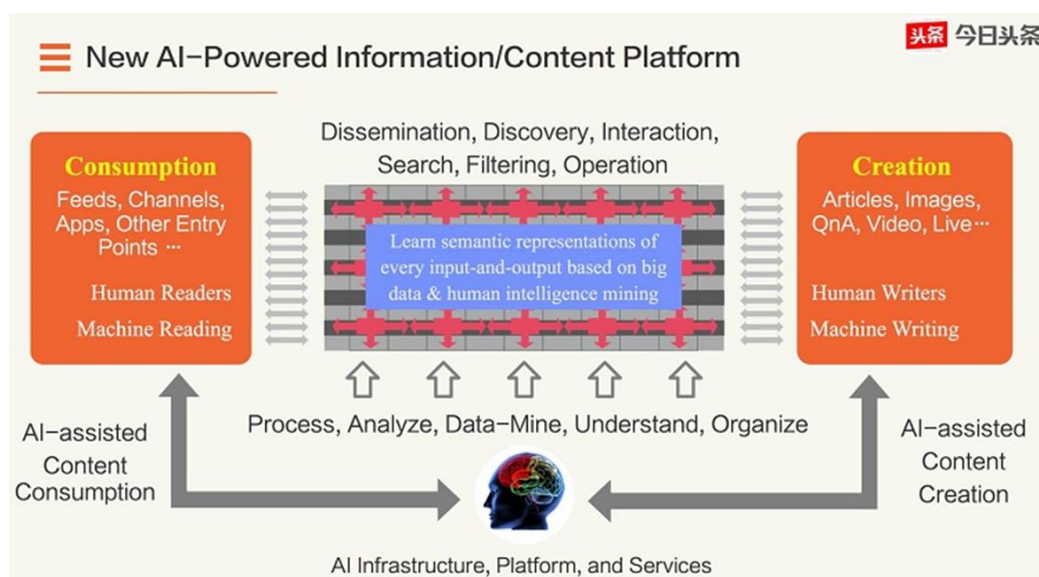 头条 今日头条
New AI-Powered Information/Content Platform
Dissemination, Discovery, Interaction,
Search, Filtering, Operation
Consumption
Feeds, Channels,
Apps, Other Entry
Points ···
Human Readers
Machine Reading
Learn semantic representations of
every input-and-output based on big
data & human intelligence mining
Creation
Articles, Images,
QnA, Video, Live···
Human Writers
Machine Writing
Process, Analyze, Data-Mine, Understand, Organize
AI-assisted
Content
Consumption
AI-assisted
Content
Creation
AI Infrastructure, Platform, and Services